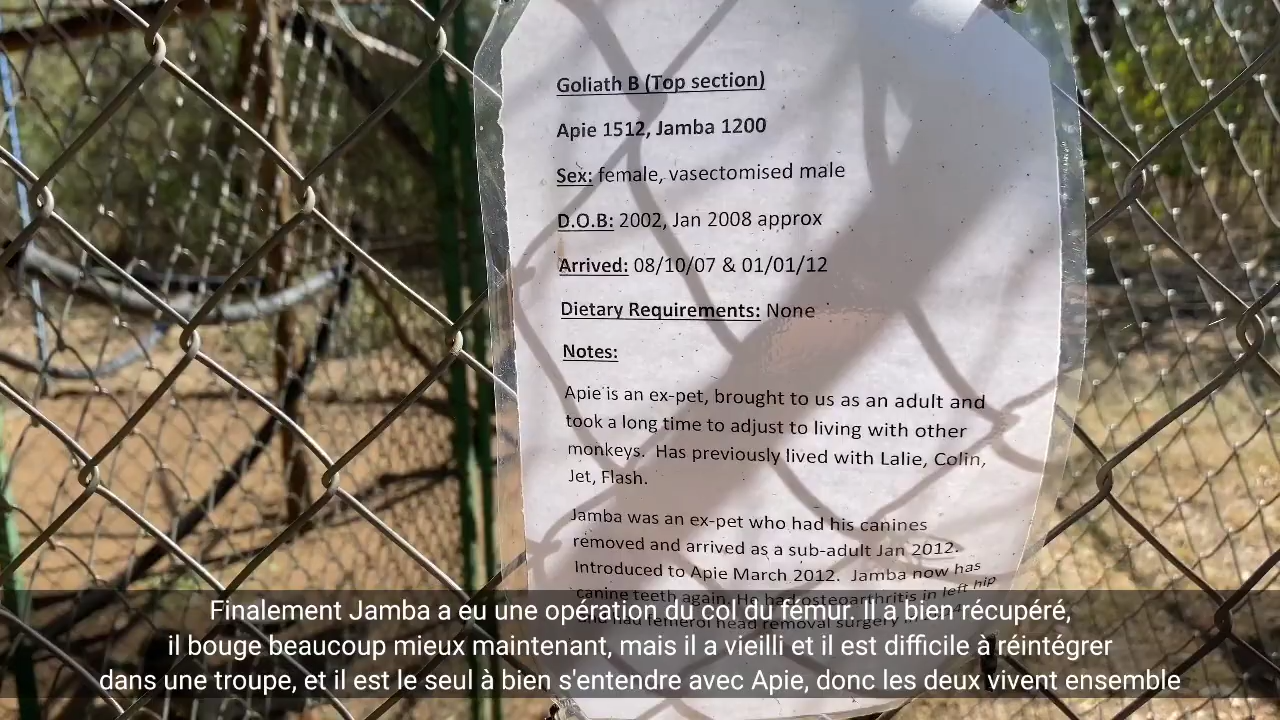 Goliath B (Top section)
Apie 1512, Jamba 1200
Sex: female, vasectomised male
D.O.B: 2002, Jan 2008 approx
Arrived: 08/10/07 & 01/01/12
Dietary Requirements: None
Notes:
Apie is an ex-pet, brought to us as an adult and
took a long time to adjust to living with other
monkeys. Has previously lived with Lalie, Colin,
Jet, Flash.
Jamba was an ex-pet who had his canines
removed and arrived as a sub-adult Jan 2012.
Introduced to Apie March 2012. Jamba now has
canine teeth again. He had osteoarthritis in left hip
and had femerol head removal surgery
Finalement Jamba a eu une opération du col du fémur. Il a bien récupéré,
il bouge beaucoup mieux maintenant, mais il a vieilli et il est difficile à réintégrer
dans une troupe, et il est le seul à bien s'entendre avec Apie, donc les deux vivent ensemble